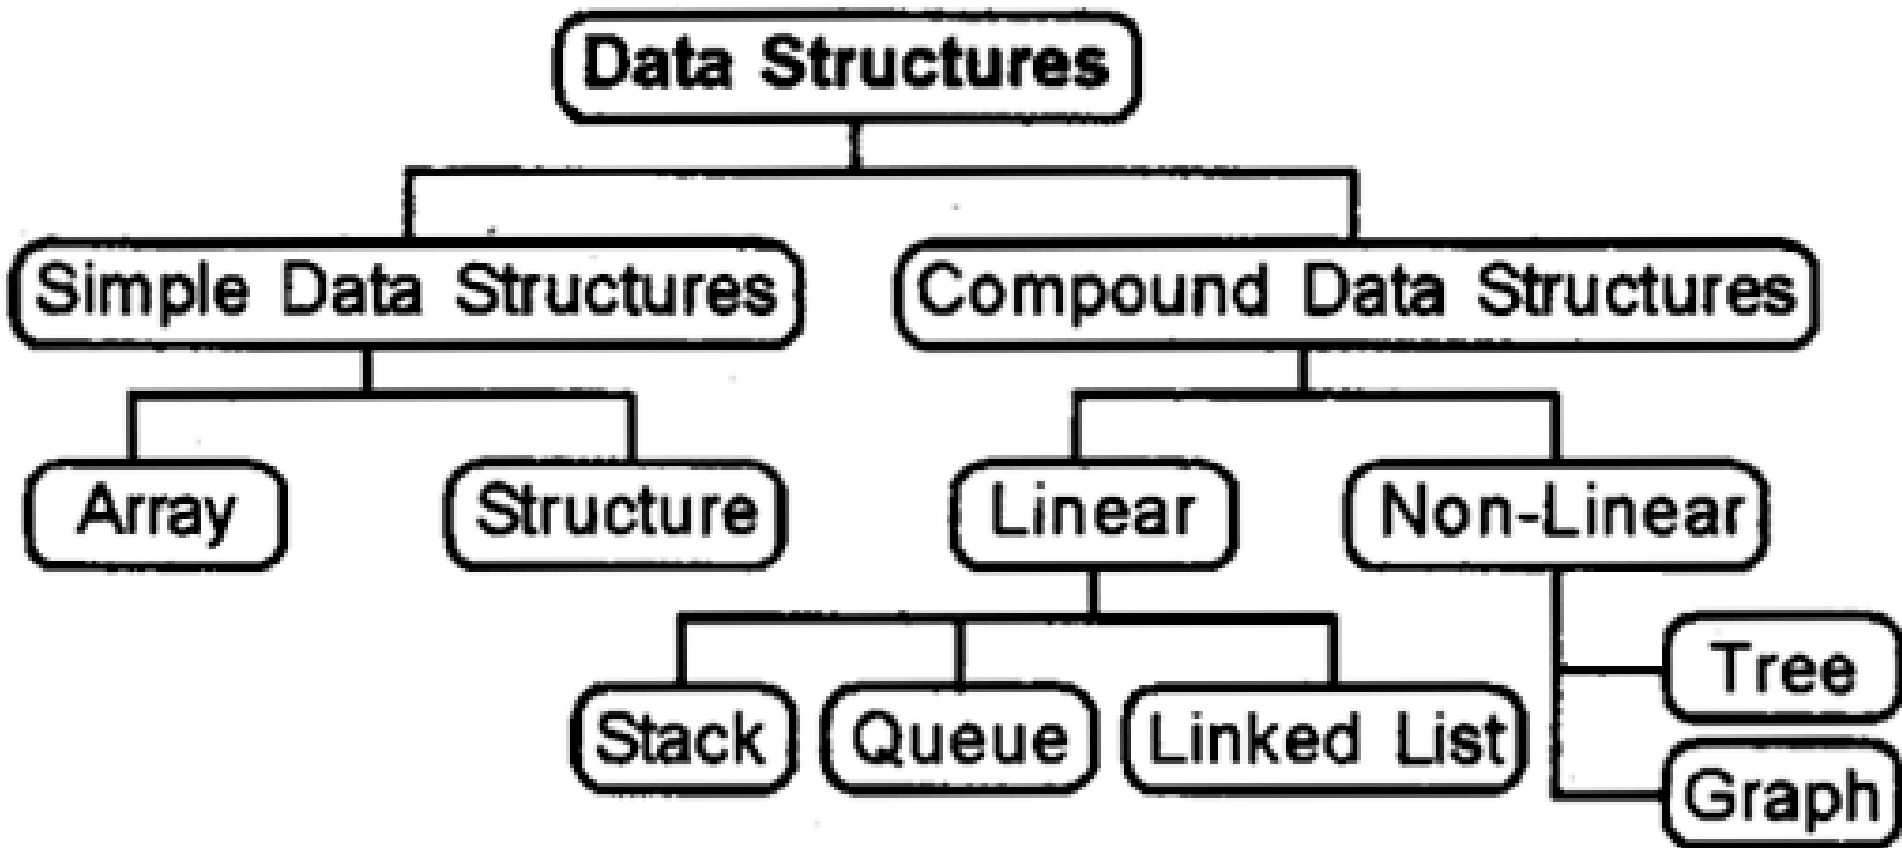 Data Structures
Simple Data Structures
Compound Data Structures
Array
Structure
Linear
Non-Linear
Stack
Queue
Linked List
Tree
Graph